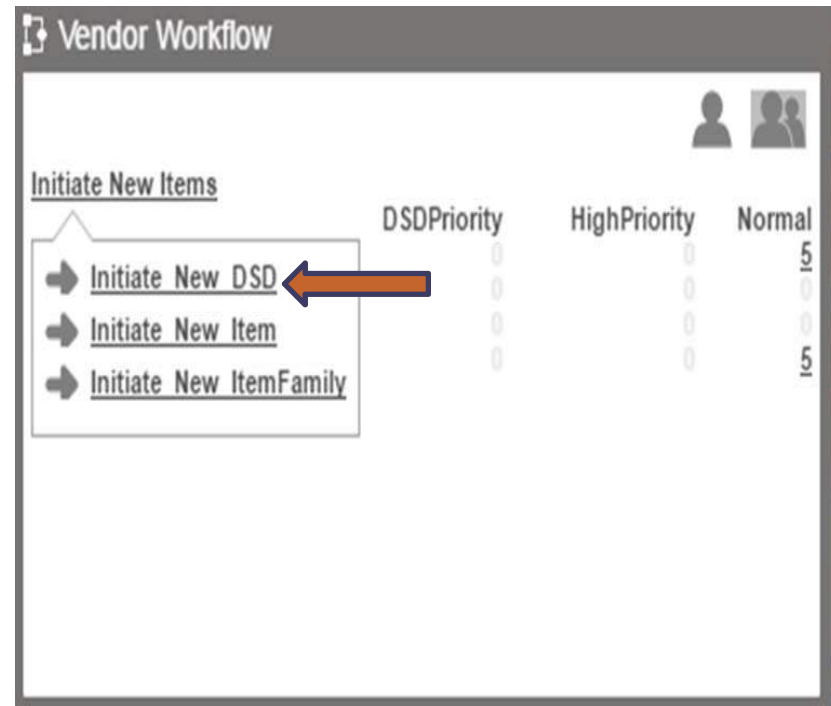 Vendor Workflow
Initiate New Items
DSDPriority HighPriority Normal
0 0 5
Initiate New DSD 0 0 0
Initiate New Item 0 0 0
Initiate New ItemFamily 0 0 5